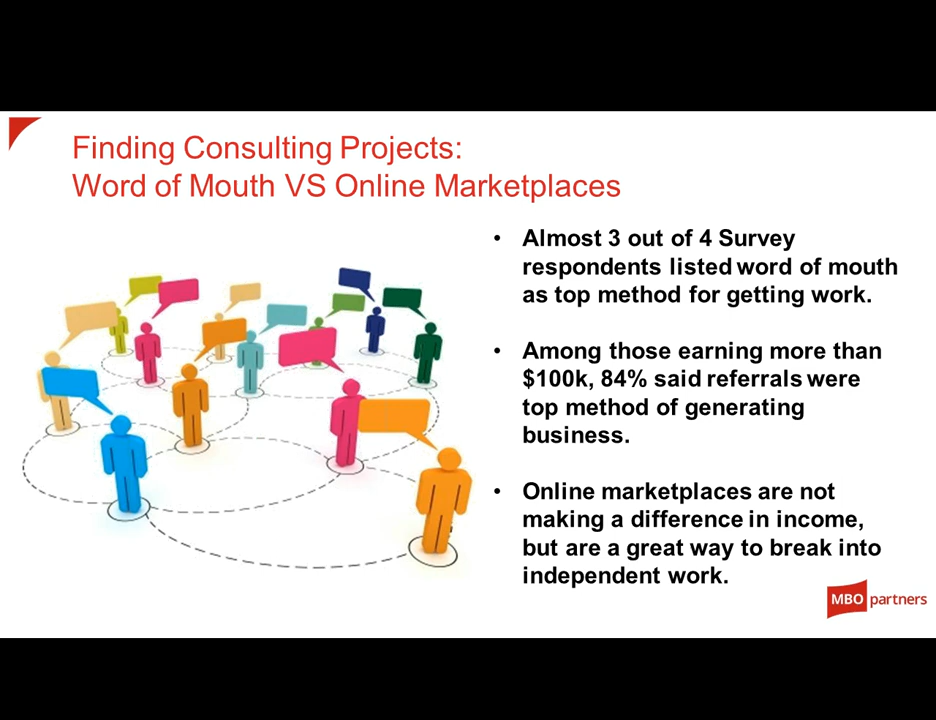 Finding Consulting Projects:
Word of Mouth VS Online Marketplaces
• Almost 3 out of 4 Survey
respondents listed word of mouth
as top method for getting work.
• Among those earning more than
$100k, 84% said referrals were
top method of generating
business.
• Online marketplaces are not
making a difference in income,
but are a great way to break into
independent work.
MBO partners